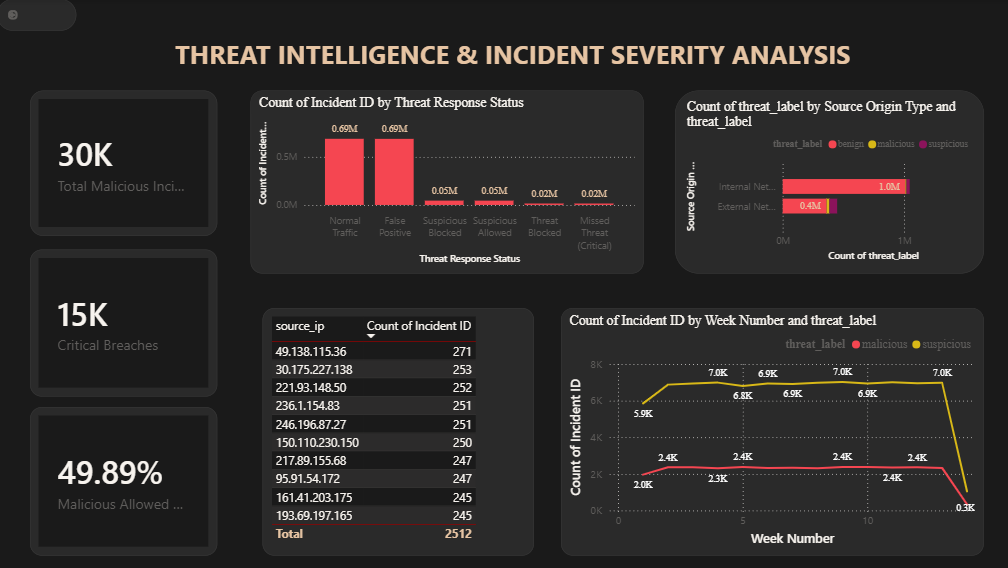 THREAT INTELLIGENCE & INCIDENT SEVERITY ANALYSIS
30K
Total Malicious Inci...
15K
Critical Breaches
49.89%
Malicious Allowed ...
Count of Incident ID by Threat Response Status
Count of Incident...
0.5M
0.0M
0.69M 0.69M 0.05M 0.05M 0.02M 0.02M
Normal Traffic
False Positive
Suspicious Blocked
Suspicious Allowed
Threat Blocked
Missed Threat (Critical)
Threat Response Status
Count of threat_label by Source Origin Type and
threat_label
threat_label benign malicious suspicious
Source Origin ...
Internal Net... 1.0M
External Net... 0.4M
0M 1M
Count of threat_label
source_ip Count of Incident ID
49.138.115.36 271
30.175.227.138 253
221.93.148.50 252
236.1.154.83 251
246.196.87.27 251
150.110.230.150 250
217.89.155.68 247
95.91.54.172 247
161.41.203.175 245
193.69.197.165 245
Total 2512
Count of Incident ID by Week Number and threat_label
threat_label malicious suspicious
Count of Incident ID
8K
6K
4K
2K
0K
5.9K 7.0K 6.8K 6.9K 6.9K 7.0K 6.9K 7.0K
2.0K 2.4K 2.3K 2.4K 2.4K 2.4K 2.4K 0.3K
0 5 10
Week Number